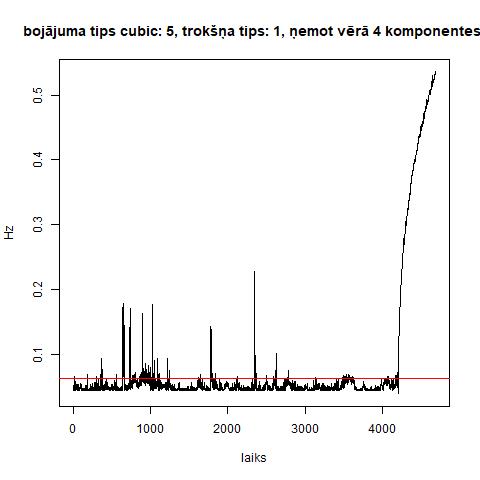 bojājuma tips cubic: 5, trokšņa tips: 1, ņemot vērā 4 komponentes
0.5
0.4
0.3
0.2
0.1
Hz
0 1000 2000 3000 4000
laiks